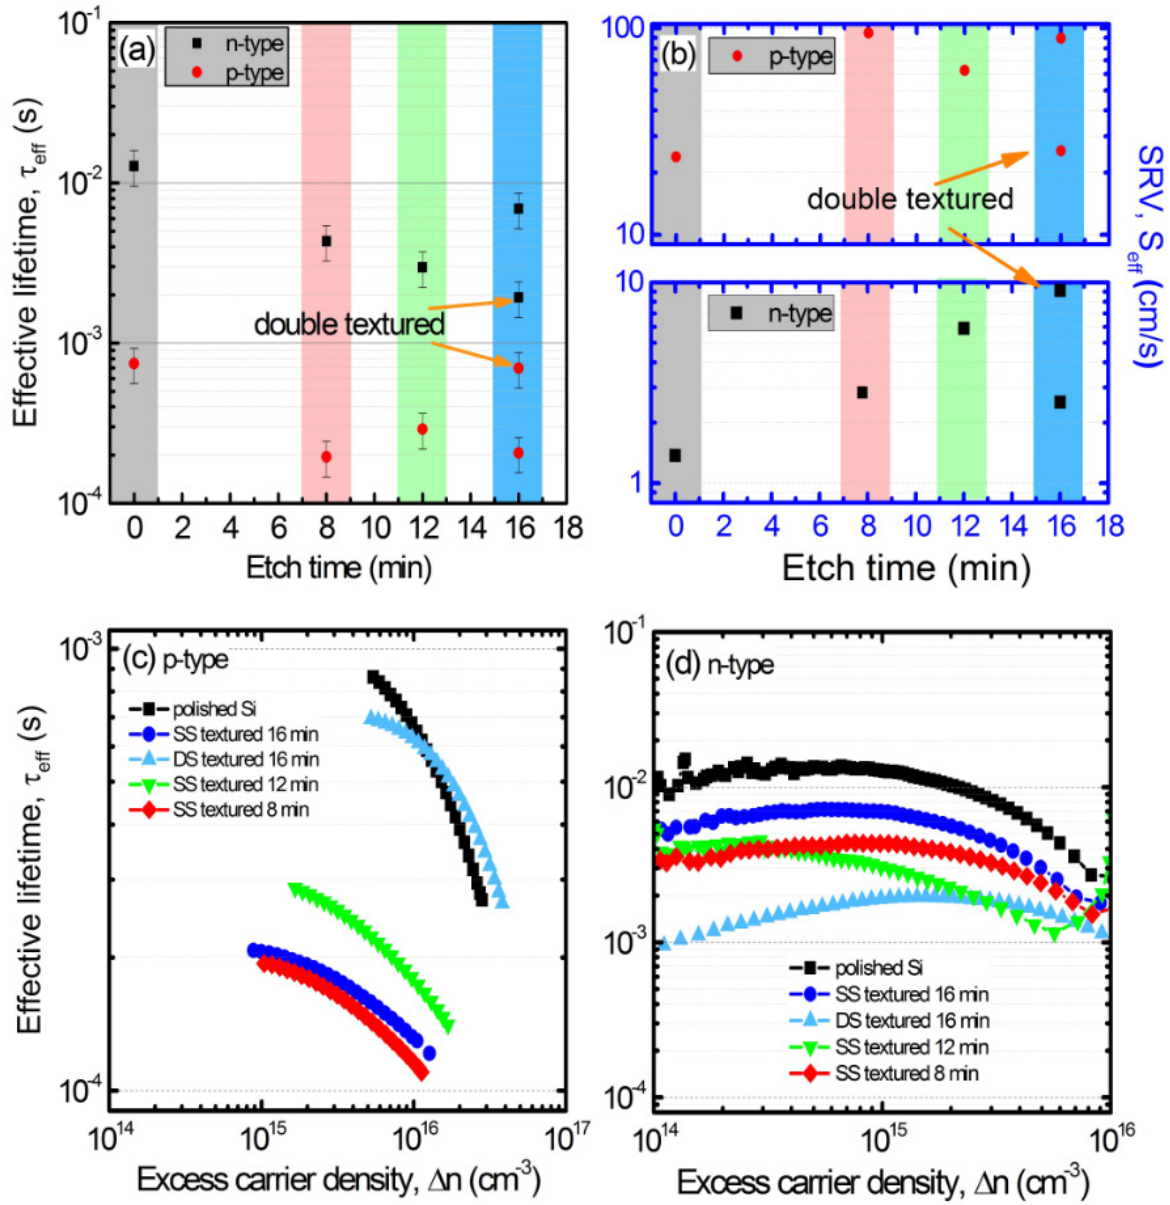 (a)
n-type
p-type
10⁻¹
10⁻²
10⁻³
10⁻⁴
Effective lifetime, τeff (s)
double textured
0 2 4 6 8 10 12 14 16 18
Etch time (min)
(b)
p-type
100
10
double textured
n-type
10
1
SRV, Seff (cm/s)
0 2 4 6 8 10 12 14 16 18
Etch time (min)
(c) p-type
polished Si
SS textured 16 min
DS textured 16 min
SS textured 12 min
SS textured 8 min
10⁻³
10⁻⁴
Effective lifetime, τeff (s)
10¹⁴ 10¹⁵ 10¹⁶ 10¹⁷
Excess carrier density, Δn (cm⁻³)
(d) n-type
10⁻¹
10⁻²
10⁻³
10⁻⁴
polished Si
SS textured 16 min
DS textured 16 min
SS textured 12 min
SS textured 8 min
10¹⁴ 10¹⁵ 10¹⁶
Excess carrier density, Δn (cm⁻³)